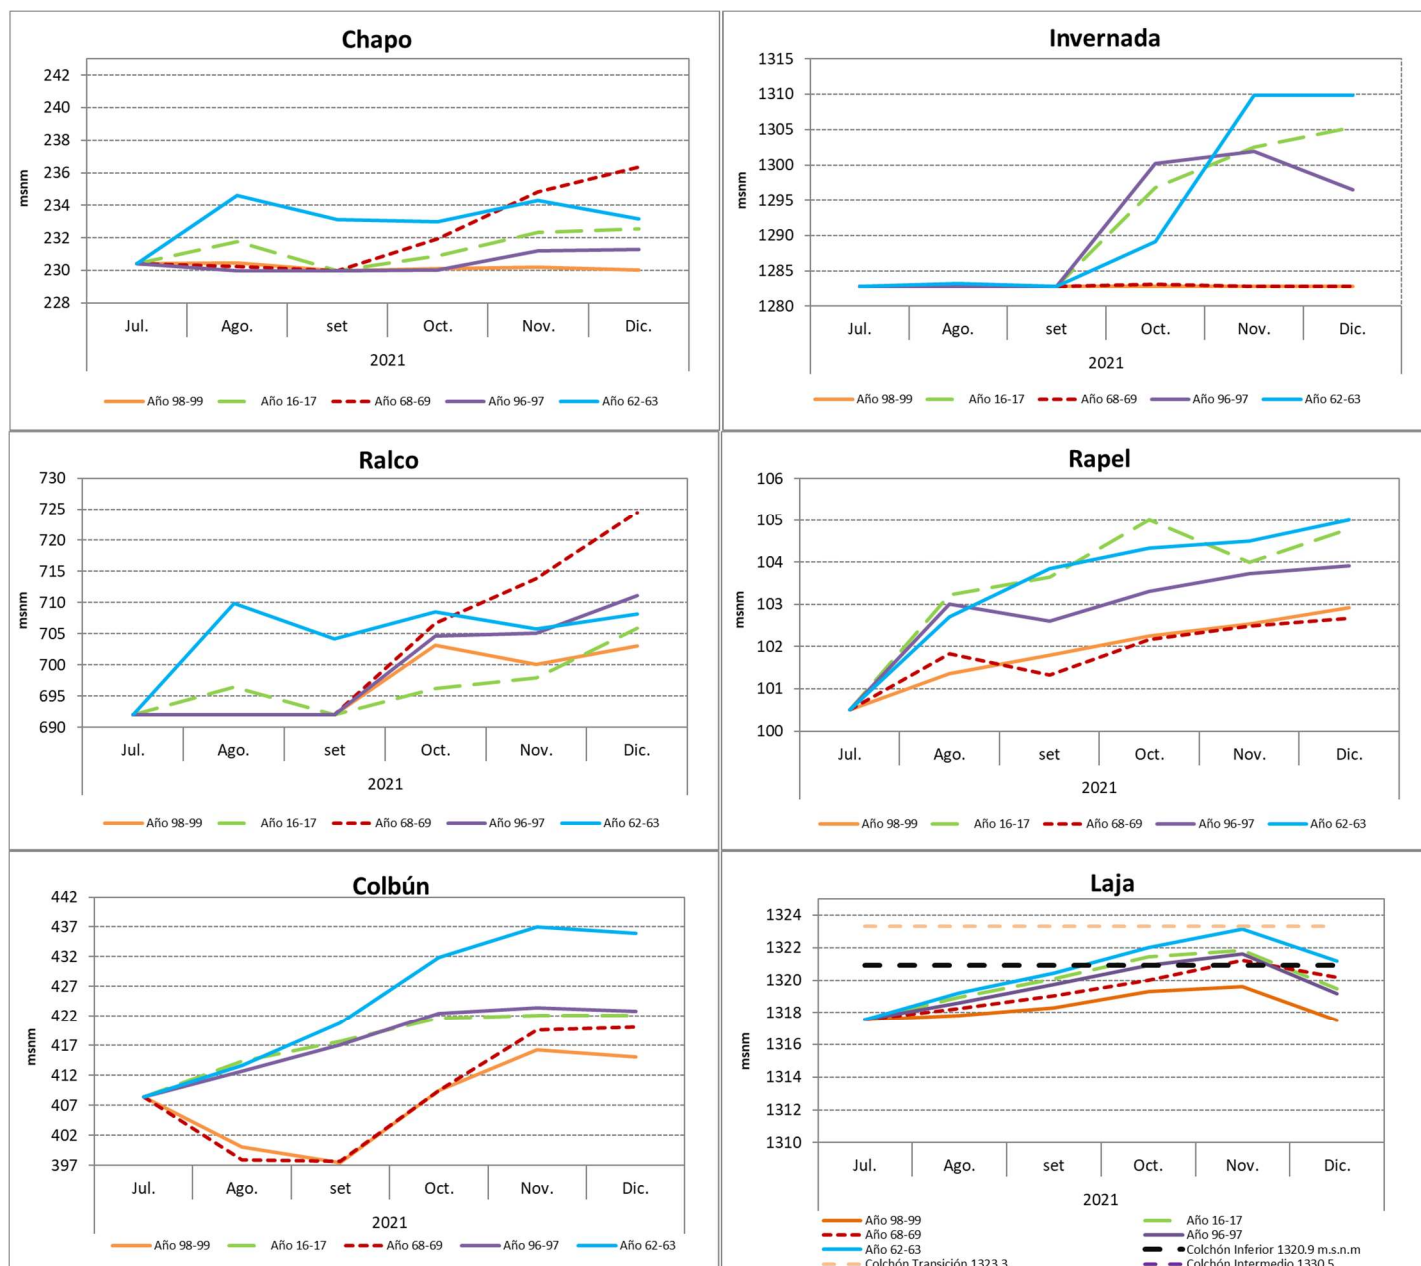 Chapo
242
240
238
236
234
232
230
228
msnm
Jul. Ago. set Oct. Nov. Dic.
2021
Año 98-99 Año 16-17 Año 68-69 Año 96-97 Año 62-63
Invernada
1315
1310
1305
1300
1295
1290
1285
1280
msnm
Jul. Ago. set Oct. Nov. Dic.
2021
Año 98-99 Año 16-17 Año 68-69 Año 96-97 Año 62-63
Ralco
730
725
720
715
710
705
700
695
690
msnm
Jul. Ago. set Oct. Nov. Dic.
2021
Año 98-99 Año 16-17 Año 68-69 Año 96-97 Año 62-63
Rapel
106
105
104
103
102
101
100
msnm
Jul. Ago. set Oct. Nov. Dic.
2021
Año 98-99 Año 16-17 Año 68-69 Año 96-97 Año 62-63
Colbún
442
437
432
427
422
417
412
407
402
397
msnm
Jul. Ago. set Oct. Nov. Dic.
2021
Año 98-99 Año 16-17 Año 68-69 Año 96-97 Año 62-63
Laja
1324
1322
1320
1318
1316
1314
1312
1310
msnm
Jul. Ago. set Oct. Nov. Dic.
2021
Año 98-99 Año 16-17
Año 68-69 Año 96-97
Año 62-63 Colchón Inferior 1320.9 m.s.n.m
Colchón Transición 1323.3 Colchón Intermedio 1330.5